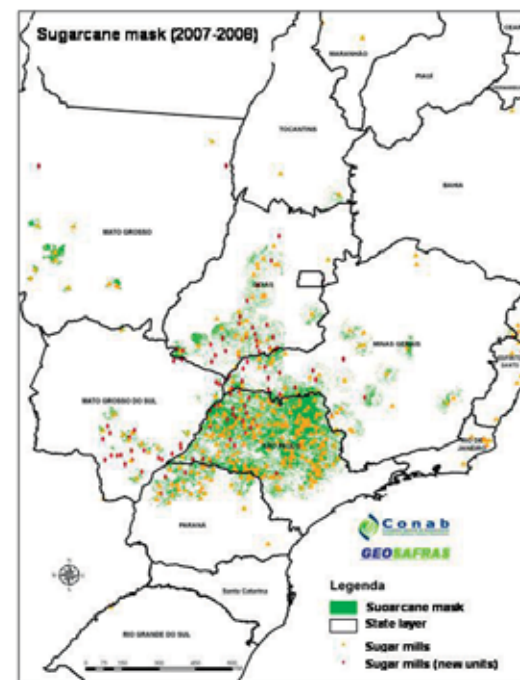 Sugarcane mask (2007-2008)
MARANHÃO
PIAUÍ
TOCANTINS
BAHIA
MATO GROSSO
GOIÁS
MINAS GERAIS
ESPÍRITO
SANTO
MATO GROSSO DO SUL
SÃO PAULO
RIO DE
JANEIRO
PARANÁ
Conab
GEOSAFRAS
Santa Catarina
RIO GRANDE DO SUL
Legenda
Sugarcane mask
State layer
Sugar mills
Sugar mills (new units)